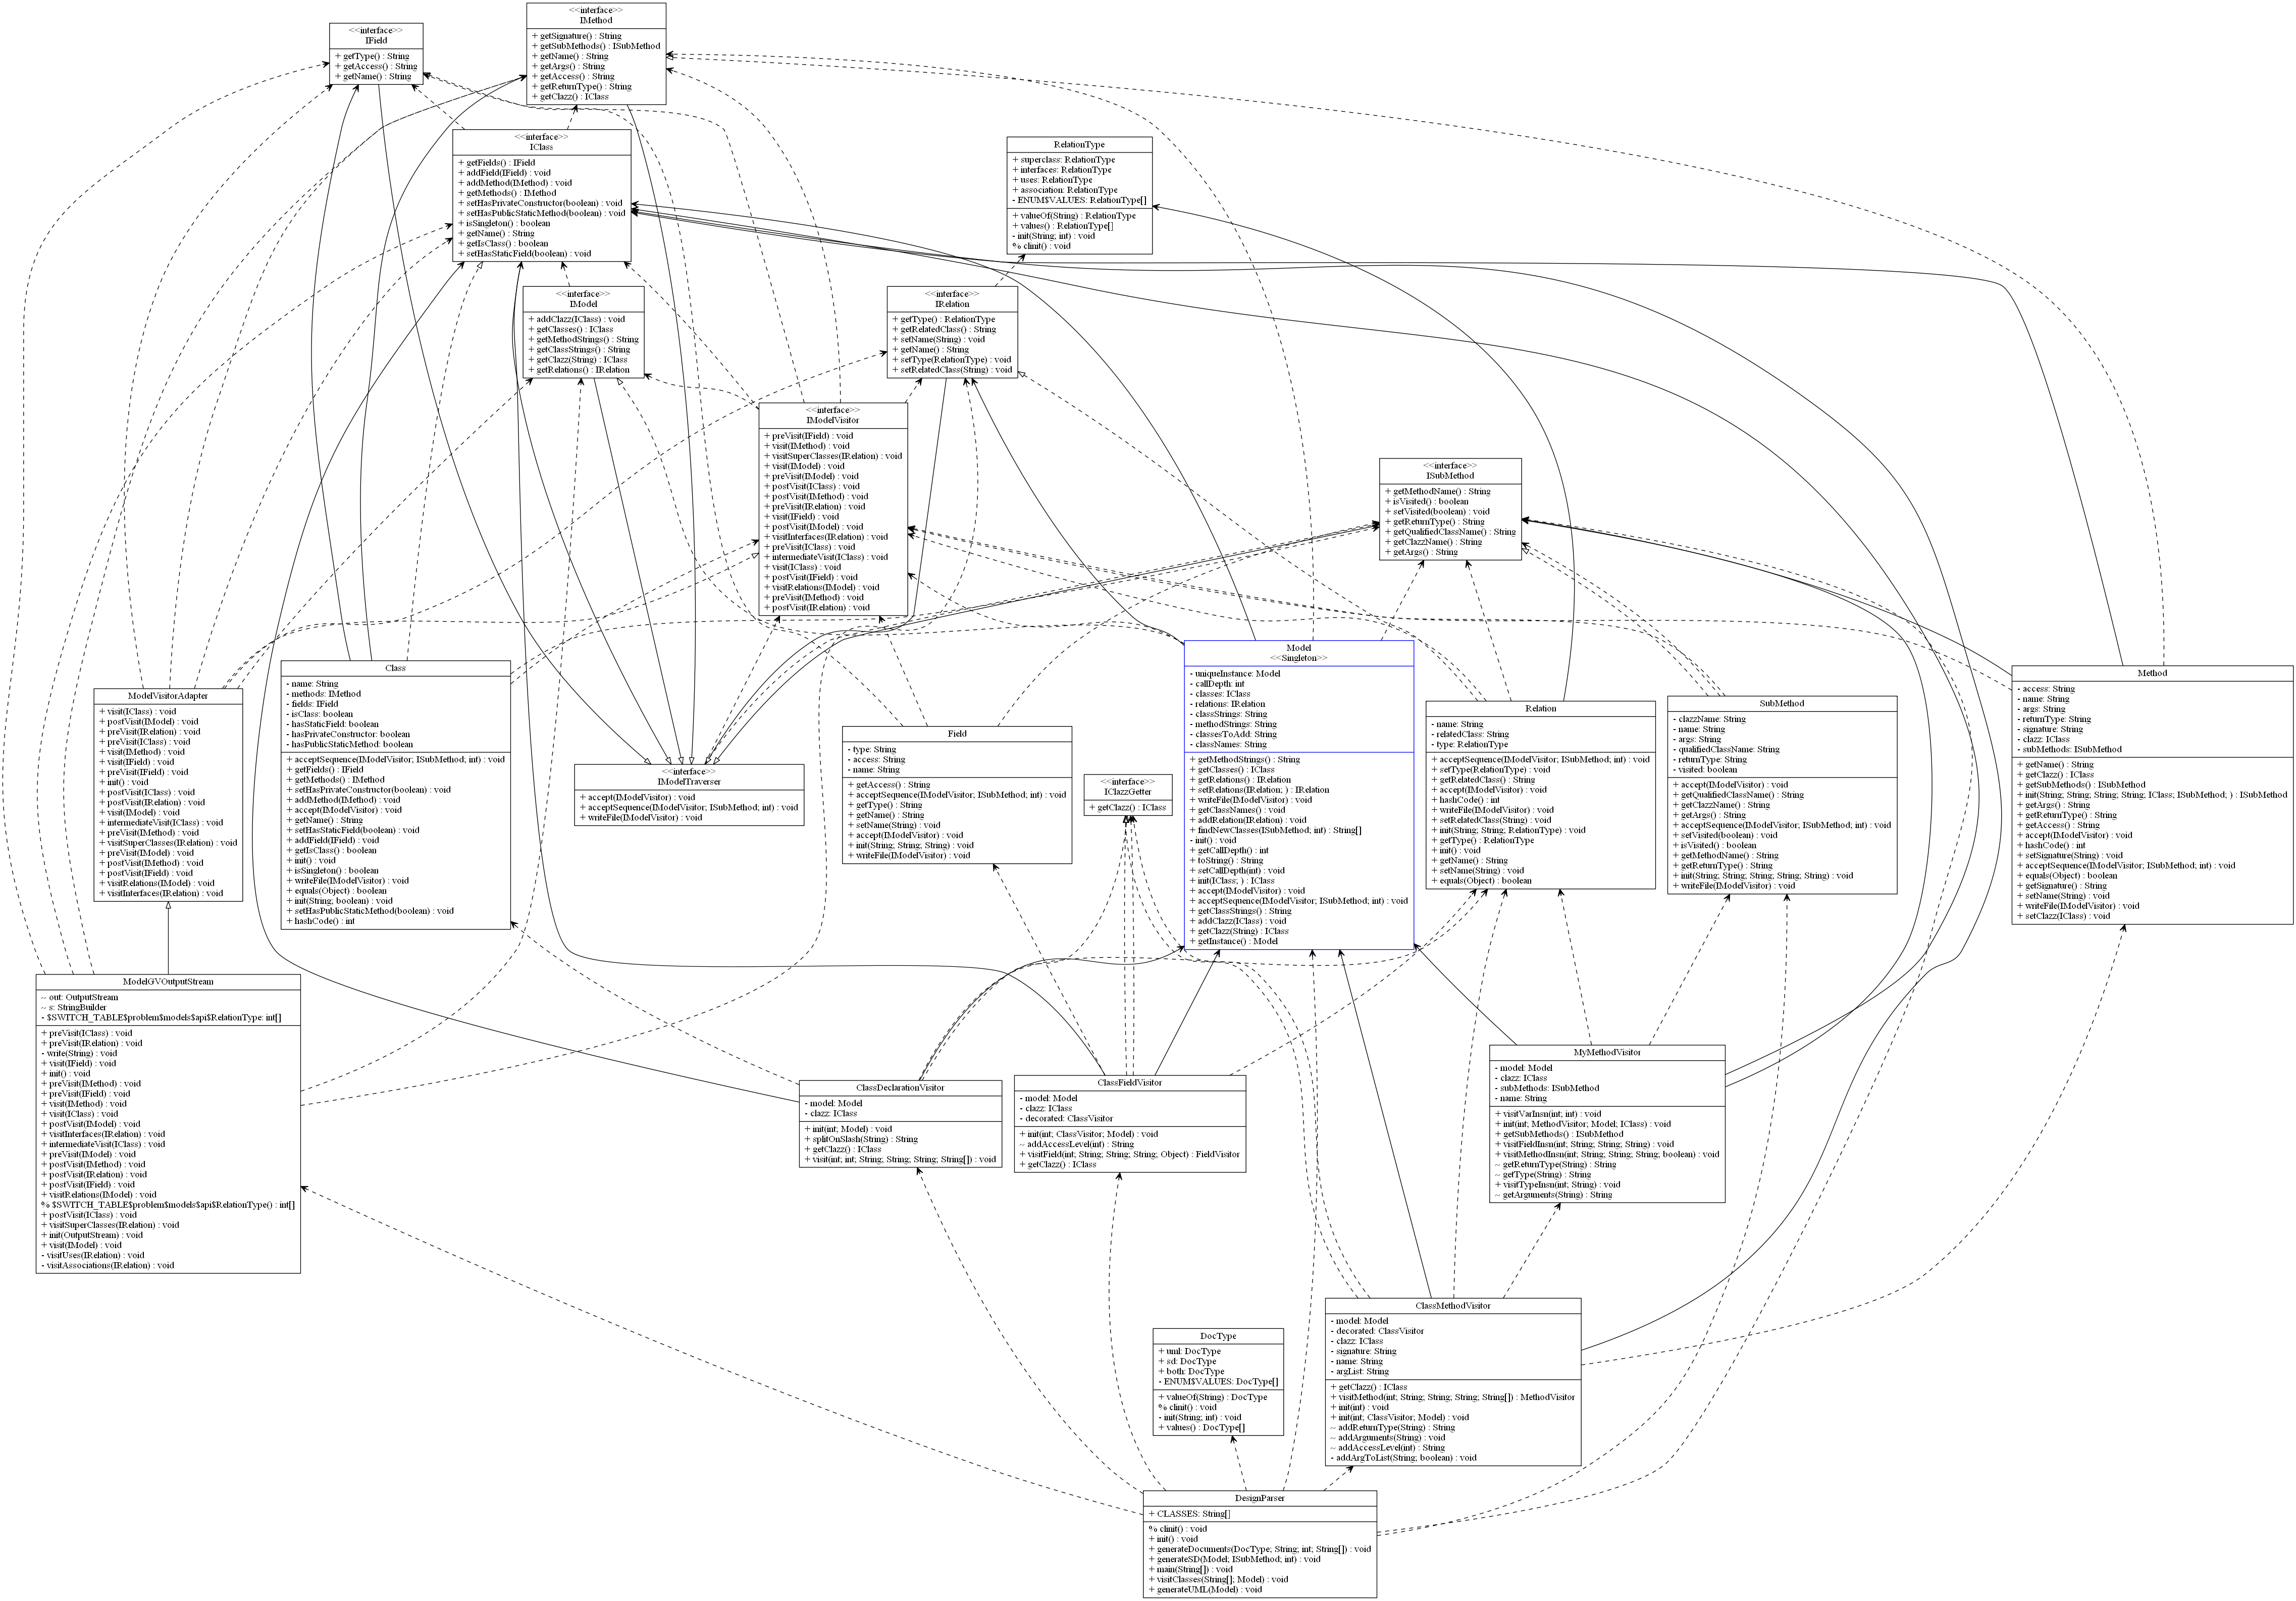 <<interface>>
IField
+ getType() : String
+ getAccess() : String
+ getName() : String
<<interface>>
IMethod
+ getSignature() : String
+ getSubMethods() : ISubMethod
+ getName() : String
+ getArgs() : String
+ getAccess() : String
+ getReturnType() : String
+ getClazz() : IClass
<<interface>>
IClass
+ getFields() : IField
+ addField(IField) : void
+ addMethod(IMethod) : void
+ getMethods() : IMethod
+ setHasPrivateConstructor(boolean) : void
+ setHasPublicStaticMethod(boolean) : void
+ isSingleton() : boolean
+ getName() : String
+ getIsClass() : boolean
+ setHasStaticField(boolean) : void
RelationType
+ superclass: RelationType
+ interfaces: RelationType
+ uses: RelationType
+ association: RelationType
- ENUM$VALUES: RelationType[]
+ valueOf(String) : RelationType
+ values() : RelationType[]
- init(String; int) : void
% clinit() : void
<<interface>>
IModel
+ addClazz(IClass) : void
+ getClasses() : IClass
+ getMethodStrings() : String
+ getClassStrings() : String
+ getClazz(String) : IClass
+ getRelations() : IRelation
<<interface>>
IRelation
+ getType() : RelationType
+ getRelatedClass() : String
+ setName(String) : void
+ getName() : String
+ setType(RelationType) : void
+ setRelatedClass(String) : void
<<interface>>
IModelVisitor
+ preVisit(IField) : void
+ visit(IMethod) : void
+ visitSuperClasses(IRelation) : void
+ visit(IModel) : void
+ preVisit(IModel) : void
+ postVisit(IClass) : void
+ postVisit(IMethod) : void
+ preVisit(IRelation) : void
+ visit(IField) : void
+ postVisit(IModel) : void
+ visitInterfaces(IRelation) : void
+ preVisit(IClass) : void
+ intermediateVisit(IClass) : void
+ visit(IClass) : void
+ postVisit(IField) : void
+ visitRelations(IModel) : void
+ preVisit(IMethod) : void
+ postVisit(IRelation) : void
<<interface>>
ISubMethod
+ getMethodName() : String
+ isVisited() : boolean
+ setVisited(boolean) : void
+ getReturnType() : String
+ getQualifiedClassName() : String
+ getClazzName() : String
+ getArgs() : String
ModelVisitorAdapter
+ visit(IClass) : void
+ postVisit(IModel) : void
+ preVisit(IRelation) : void
+ preVisit(IClass) : void
+ visit(IMethod) : void
+ visit(IField) : void
+ preVisit(IField) : void
+ init() : void
+ postVisit(IClass) : void
+ postVisit(IRelation) : void
+ visit(IModel) : void
+ intermediateVisit(IClass) : void
+ preVisit(IMethod) : void
+ visitSuperClasses(IRelation) : void
+ preVisit(IModel) : void
+ postVisit(IMethod) : void
+ postVisit(IField) : void
+ visitRelations(IModel) : void
+ visitInterfaces(IRelation) : void
Class
- name: String
- methods: IMethod
- fields: IField
- isClass: boolean
- hasStaticField: boolean
- hasPrivateConstructor: boolean
- hasPublicStaticMethod: boolean
+ acceptSequence(IModelVisitor; ISubMethod; int) : void
+ getFields() : IField
+ getMethods() : IMethod
+ setHasPrivateConstructor(boolean) : void
+ addMethod(IMethod) : void
+ accept(IModelVisitor) : void
+ getName() : String
+ setHasStaticField(boolean) : void
+ addField(IField) : void
+ getIsClass() : boolean
+ init() : void
+ isSingleton() : boolean
+ writeFile(IModelVisitor) : void
+ equals(Object) : boolean
+ init(String; boolean) : void
+ setHasPublicStaticMethod(boolean) : void
+ hashCode() : int
<<interface>>
IModelTraverser
+ accept(IModelVisitor) : void
+ acceptSequence(IModelVisitor; ISubMethod; int) : void
+ writeFile(IModelVisitor) : void
Field
- type: String
- access: String
- name: String
+ getAccess() : String
+ acceptSequence(IModelVisitor; ISubMethod; int) : void
+ getType() : String
+ getName() : String
+ setName(String) : void
+ accept(IModelVisitor) : void
+ init(String; String; String) : void
+ writeFile(IModelVisitor) : void
<<interface>>
IClazzGetter
+ getClazz() : IClass
Model
<<Singleton>>
- uniqueInstance: Model
- callDepth: int
- classes: IClass
- relations: IRelation
- classStrings: String
- methodStrings: String
- classesToAdd: String
- classNames: String
+ getMethodStrings() : String
+ getClasses() : IClass
+ getRelations() : IRelation
+ setRelations(IRelation; ) : IRelation
+ writeFile(IModelVisitor) : void
+ getClassNames() : void
+ addRelation(IRelation) : void
+ findNewClasses(ISubMethod; int) : String[]
- init() : void
+ getCallDepth() : int
+ toString() : String
+ setCallDepth(int) : void
+ init(IClass; ) : IClass
+ accept(IModelVisitor) : void
+ acceptSequence(IModelVisitor; ISubMethod; int) : void
+ getClassStrings() : String
+ addClazz(IClass) : void
+ getClazz(String) : IClass
+ getInstance() : Model
Relation
- name: String
- relatedClass: String
- type: RelationType
+ acceptSequence(IModelVisitor; ISubMethod; int) : void
+ setType(RelationType) : void
+ getRelatedClass() : String
+ accept(IModelVisitor) : void
+ hashCode() : int
+ writeFile(IModelVisitor) : void
+ setRelatedClass(String) : void
+ init(String; String; RelationType) : void
+ getType() : RelationType
+ init() : void
+ getName() : String
+ setName(String) : void
+ equals(Object) : boolean
SubMethod
- clazzName: String
- name: String
- args: String
- qualifiedClassName: String
- returnType: String
- visited: boolean
+ accept(IModelVisitor) : void
+ getQualifiedClassName() : String
+ getClazzName() : String
+ getArgs() : String
+ acceptSequence(IModelVisitor; ISubMethod; int) : void
+ setVisited(boolean) : void
+ isVisited() : boolean
+ getMethodName() : String
+ getReturnType() : String
+ init(String; String; String; String; String) : void
+ writeFile(IModelVisitor) : void
Method
- access: String
- name: String
- args: String
- returnType: String
- signature: String
- clazz: IClass
- subMethods: ISubMethod
+ getName() : String
+ getClazz() : IClass
+ getSubMethods() : ISubMethod
+ init(String; String; String; String; IClass; ISubMethod; ) : ISubMethod
+ getArgs() : String
+ getReturnType() : String
+ getAccess() : String
+ accept(IModelVisitor) : void
+ hashCode() : int
+ setSignature(String) : void
+ acceptSequence(IModelVisitor; ISubMethod; int) : void
+ equals(Object) : boolean
+ getSignature() : String
+ setName(String) : void
+ writeFile(IModelVisitor) : void
+ setClazz(IClass) : void
ModelGVOutputStream
~ out: OutputStream
~ s: StringBuilder
- $SWITCH_TABLE$problem$models$api$RelationType: int[]
+ preVisit(IClass) : void
+ preVisit(IRelation) : void
- write(String) : void
+ visit(IField) : void
+ init() : void
+ preVisit(IMethod) : void
+ preVisit(IField) : void
+ visit(IMethod) : void
+ visit(IClass) : void
+ postVisit(IModel) : void
+ visitInterfaces(IRelation) : void
+ intermediateVisit(IClass) : void
+ preVisit(IModel) : void
+ postVisit(IMethod) : void
+ postVisit(IRelation) : void
+ postVisit(IField) : void
+ visitRelations(IModel) : void
% $SWITCH_TABLE$problem$models$api$RelationType() : int[]
+ postVisit(IClass) : void
+ visitSuperClasses(IRelation) : void
+ init(OutputStream) : void
+ visit(IModel) : void
- visitUses(IRelation) : void
- visitAssociations(IRelation) : void
ClassDeclarationVisitor
- model: Model
- clazz: IClass
+ init(int; Model) : void
+ splitOnSlash(String) : String
+ getClazz() : IClass
+ visit(int; int; String; String; String; String[]) : void
ClassFieldVisitor
- model: Model
- clazz: IClass
- decorated: ClassVisitor
+ init(int; ClassVisitor; Model) : void
~ addAccessLevel(int) : String
+ visitField(int; String; String; String; Object) : FieldVisitor
+ getClazz() : IClass
MyMethodVisitor
- model: Model
- clazz: IClass
- subMethods: ISubMethod
- name: String
+ visitVarInsn(int; int) : void
+ init(int; MethodVisitor; Model; IClass) : void
+ getSubMethods() : ISubMethod
+ visitFieldInsn(int; String; String; String) : void
+ visitMethodInsn(int; String; String; String; boolean) : void
~ getReturnType(String) : String
~ getType(String) : String
+ visitTypeInsn(int; String) : void
~ getArguments(String) : String
ClassMethodVisitor
- model: Model
- decorated: ClassVisitor
- clazz: IClass
- signature: String
- name: String
- argList: String
+ getClazz() : IClass
+ visitMethod(int; String; String; String; String[]) : MethodVisitor
+ init(int) : void
+ init(int; ClassVisitor; Model) : void
~ addReturnType(String) : String
~ addArguments(String) : void
~ addAccessLevel(int) : String
- addArgToList(String; boolean) : void
DocType
+ uml: DocType
+ sd: DocType
+ both: DocType
- ENUM$VALUES: DocType[]
+ valueOf(String) : DocType
% clinit() : void
- init(String; int) : void
+ values() : DocType[]
DesignParser
+ CLASSES: String[]
% clinit() : void
+ init() : void
+ generateDocuments(DocType; String; int; String[]) : void
+ generateSD(Model; ISubMethod; int) : void
+ main(String[]) : void
+ visitClasses(String[]; Model) : void
+ generateUML(Model) : void